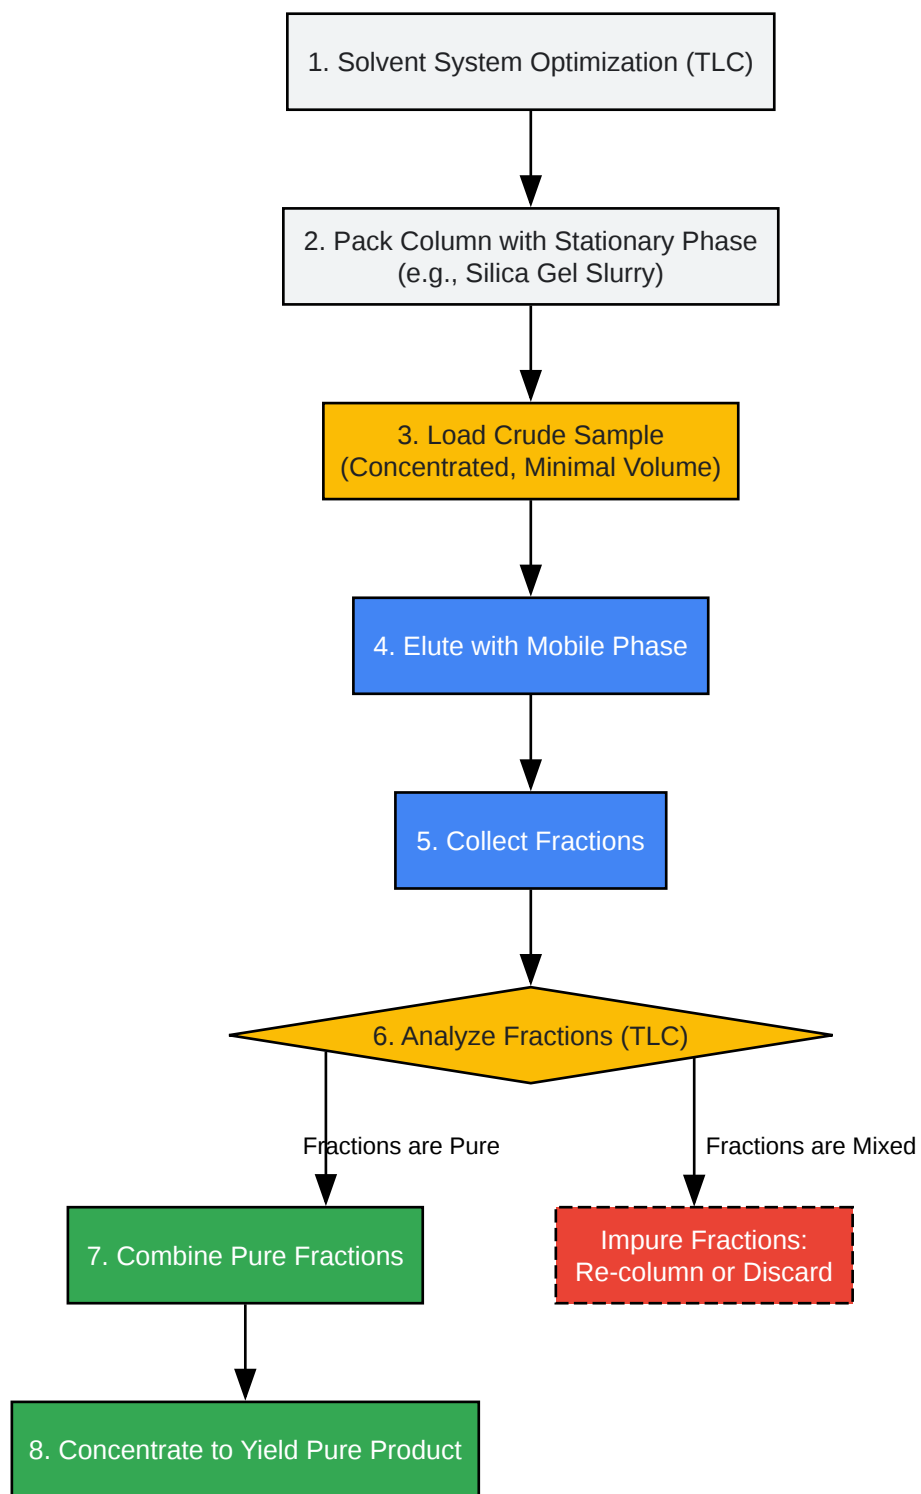 1. Solvent System Optimization (TLC)
2. Pack Column with Stationary Phase
(e.g., Silica Gel Slurry)
3. Load Crude Sample
(Concentrated, Minimal Volume)
4. Elute with Mobile Phase
5. Collect Fractions
6. Analyze Fractions (TLC)
Fractions are Pure
Fractions are Mixed
7. Combine Pure Fractions
Impure Fractions:
Re-column or Discard
8. Concentrate to Yield Pure Product